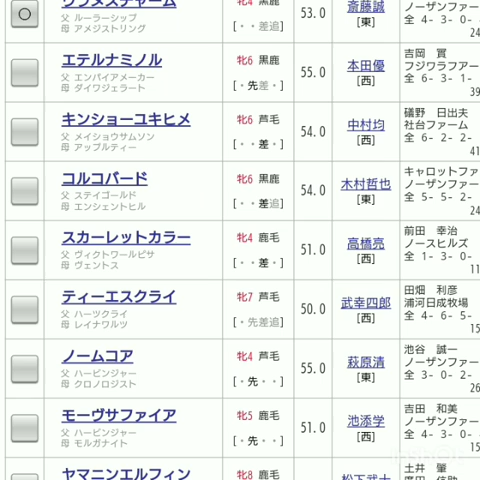 牝4 黒鹿
53.0
斎藤誠
ノーザンファー
父 ルーラーシップ
[・・差追]
[東]
全 4- 3- 0-
母 アメジストリング
24
エテルナミノル
牝6 黒鹿
55.0
本田優
吉岡 實
フジワラファー
父 エンパイアメーカー
[・先差・]
[西]
全 6- 3- 1-
母 ダイワジェラート
39
キンショーユキヒメ
牝6 芦毛
54.0
中村均
礒野 日出夫
社台ファーム
父 メイショウサムソン
[・・差・]
[西]
全 6- 2- 2-
母 アップルティー
41
コルコバード
牝6 黒鹿
54.0
木村哲也
キャロットファ
ノーザンファー
父 ステイゴールド
[・・差追]
[東]
全 5- 5- 2-
母 エンシェントヒル
24
スカーレットカラー
牝4 鹿毛
51.0
高橋亮
前田 幸治
ノースヒルズ
父 ヴィクトワールピサ
[・・差・]
[西]
全 1- 3- 0-
母 ヴェントス
11
ティーエスクライ
牝7 芦毛
50.0
武幸四郎
田畑 利彦
浦河日成牧場
父 ハーツクライ
[・先差追]
[西]
全 4- 6- 5-
母 レイナワルツ
15
ノームコア
牝4 芦毛
55.0
萩原清
池谷 誠一
ノーザンファー
父 ハービンジャー
[・先・・]
[東]
全 3- 0- 2-
母 クロノロジスト
26
モーヴサファイア
牝5 鹿毛
51.0
池添学
吉田 和美
ノーザンファー
父 ハービンジャー
[・先・・]
[西]
全 4- 3- 0-
母 モルガナイト
15
ヤマニンエルフィン
牝8 鹿毛
土井 肇